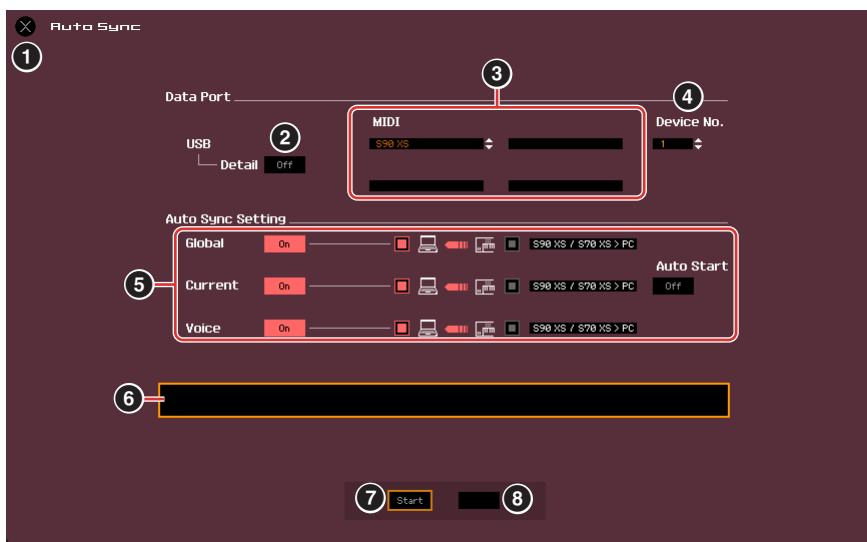 Auto Sync
1
3
Data Port
4
MIDI
Device No.
2
USB
S90 XS
1
Detail
Off
Auto Sync Setting
Global
On
S90 XS / S70 XS > PC
Auto Start
5
Current
On
S90 XS / S70 XS > PC
Off
Voice
On
S90 XS / S70 XS > PC
6
7
Start
8